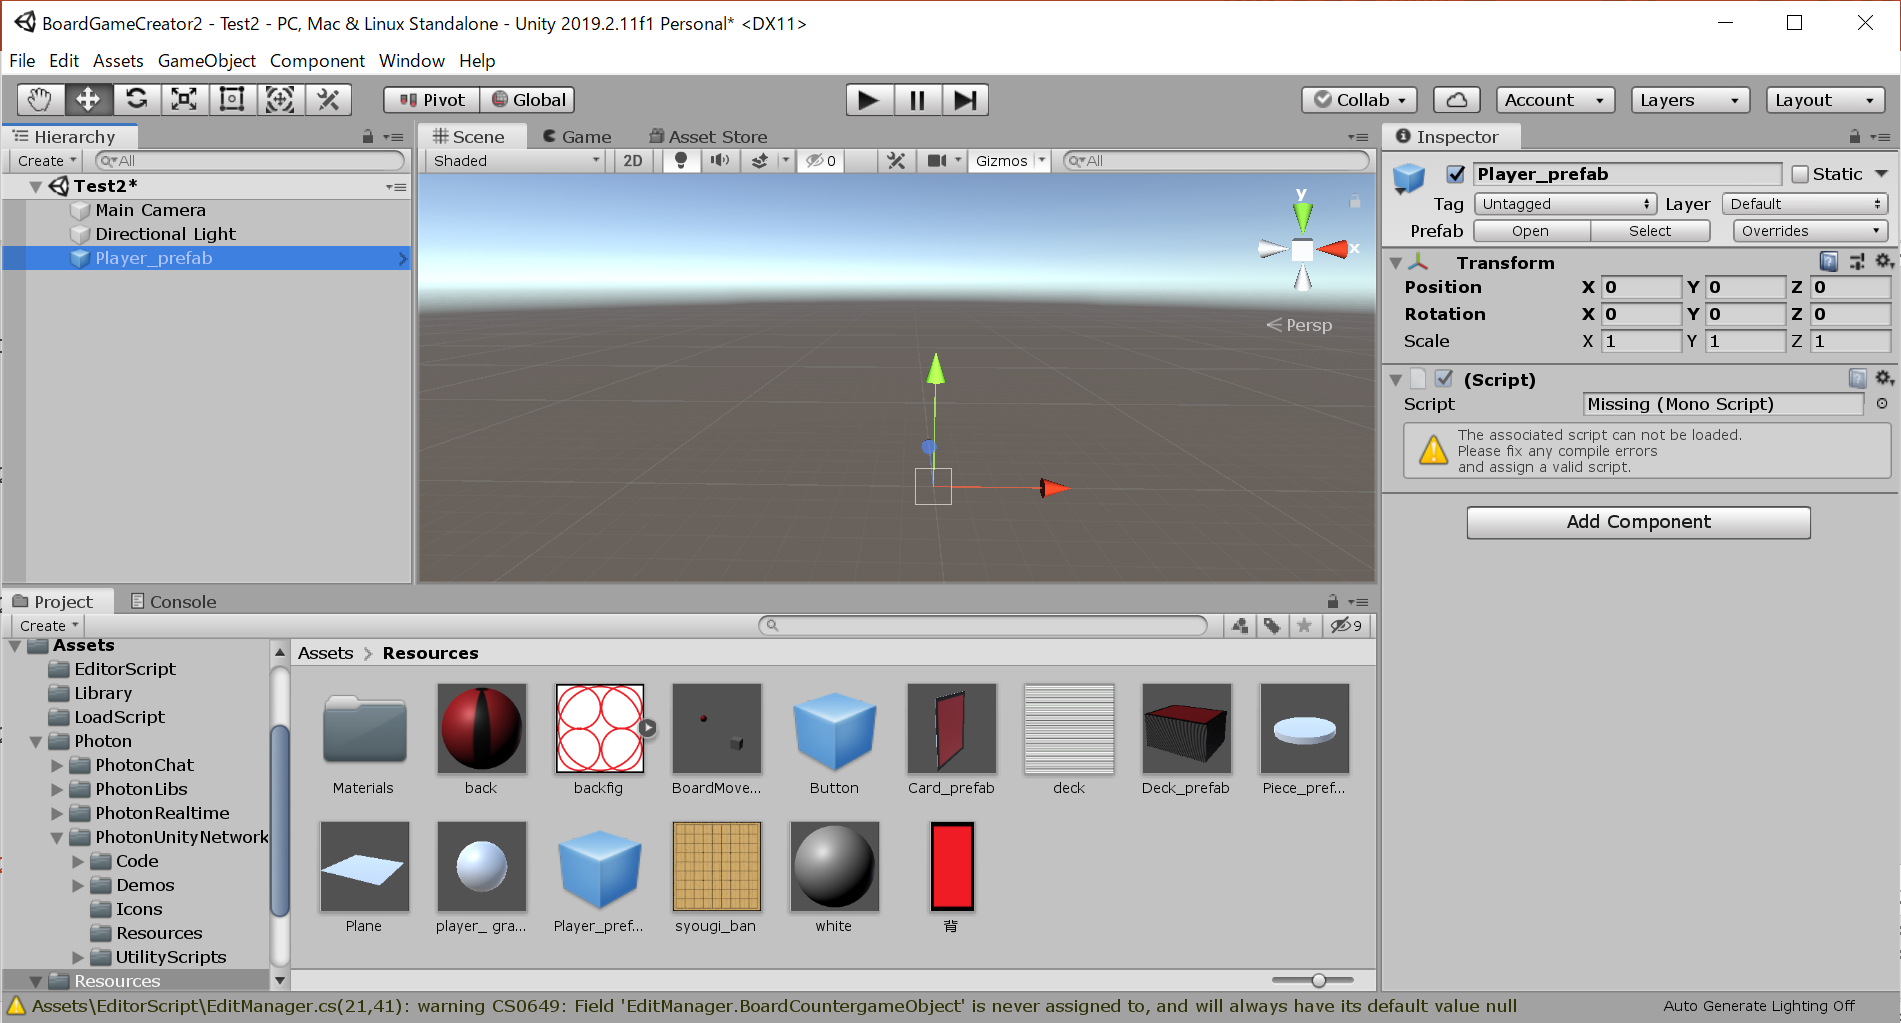 BoardGameCreator2 - Test2 - PC, Mac & Linux Standalone - Unity 2019.2.11f1 Personal* <DX11>
File Edit Assets GameObject Component Window Help
Pivot Global Collab Account Layers Layout
Hierarchy
Create All
Test2*
Main Camera
Directional Light
Player_prefab
Scene Game Asset Store
Shaded 2D 0 Gizmos All
y
x
Persp
Inspector
Player_prefab Static
Tag Untagged Layer Default
Prefab Open Select Overrides
Transform
Position X 0 Y 0 Z 0
Rotation X 0 Y 0 Z 0
Scale X 1 Y 1 Z 1
(Script)
Script Missing (Mono Script)
The associated script can not be loaded.
Please fix any compile errors
and assign a valid script.
Add Component
Project Console
Create 9
Assets
EditorScript
Library
LoadScript
Photon
PhotonChat
PhotonLibs
PhotonRealtime
PhotonUnityNetwork
Code
Demos
Icons
Resources
UtilityScripts
Resources
Assets > Resources
Materials back backfig BoardMove... Button Card_prefab deck Deck_prefab Piece_pref...
Plane player_ gra... Player_pref... syougi_ban white 背
Assets\EditorScript\EditManager.cs(21,41): warning CS0649: Field 'EditManager.BoardCountergameObject' is never assigned to, and will always have its default value null
Auto Generate Lighting Off